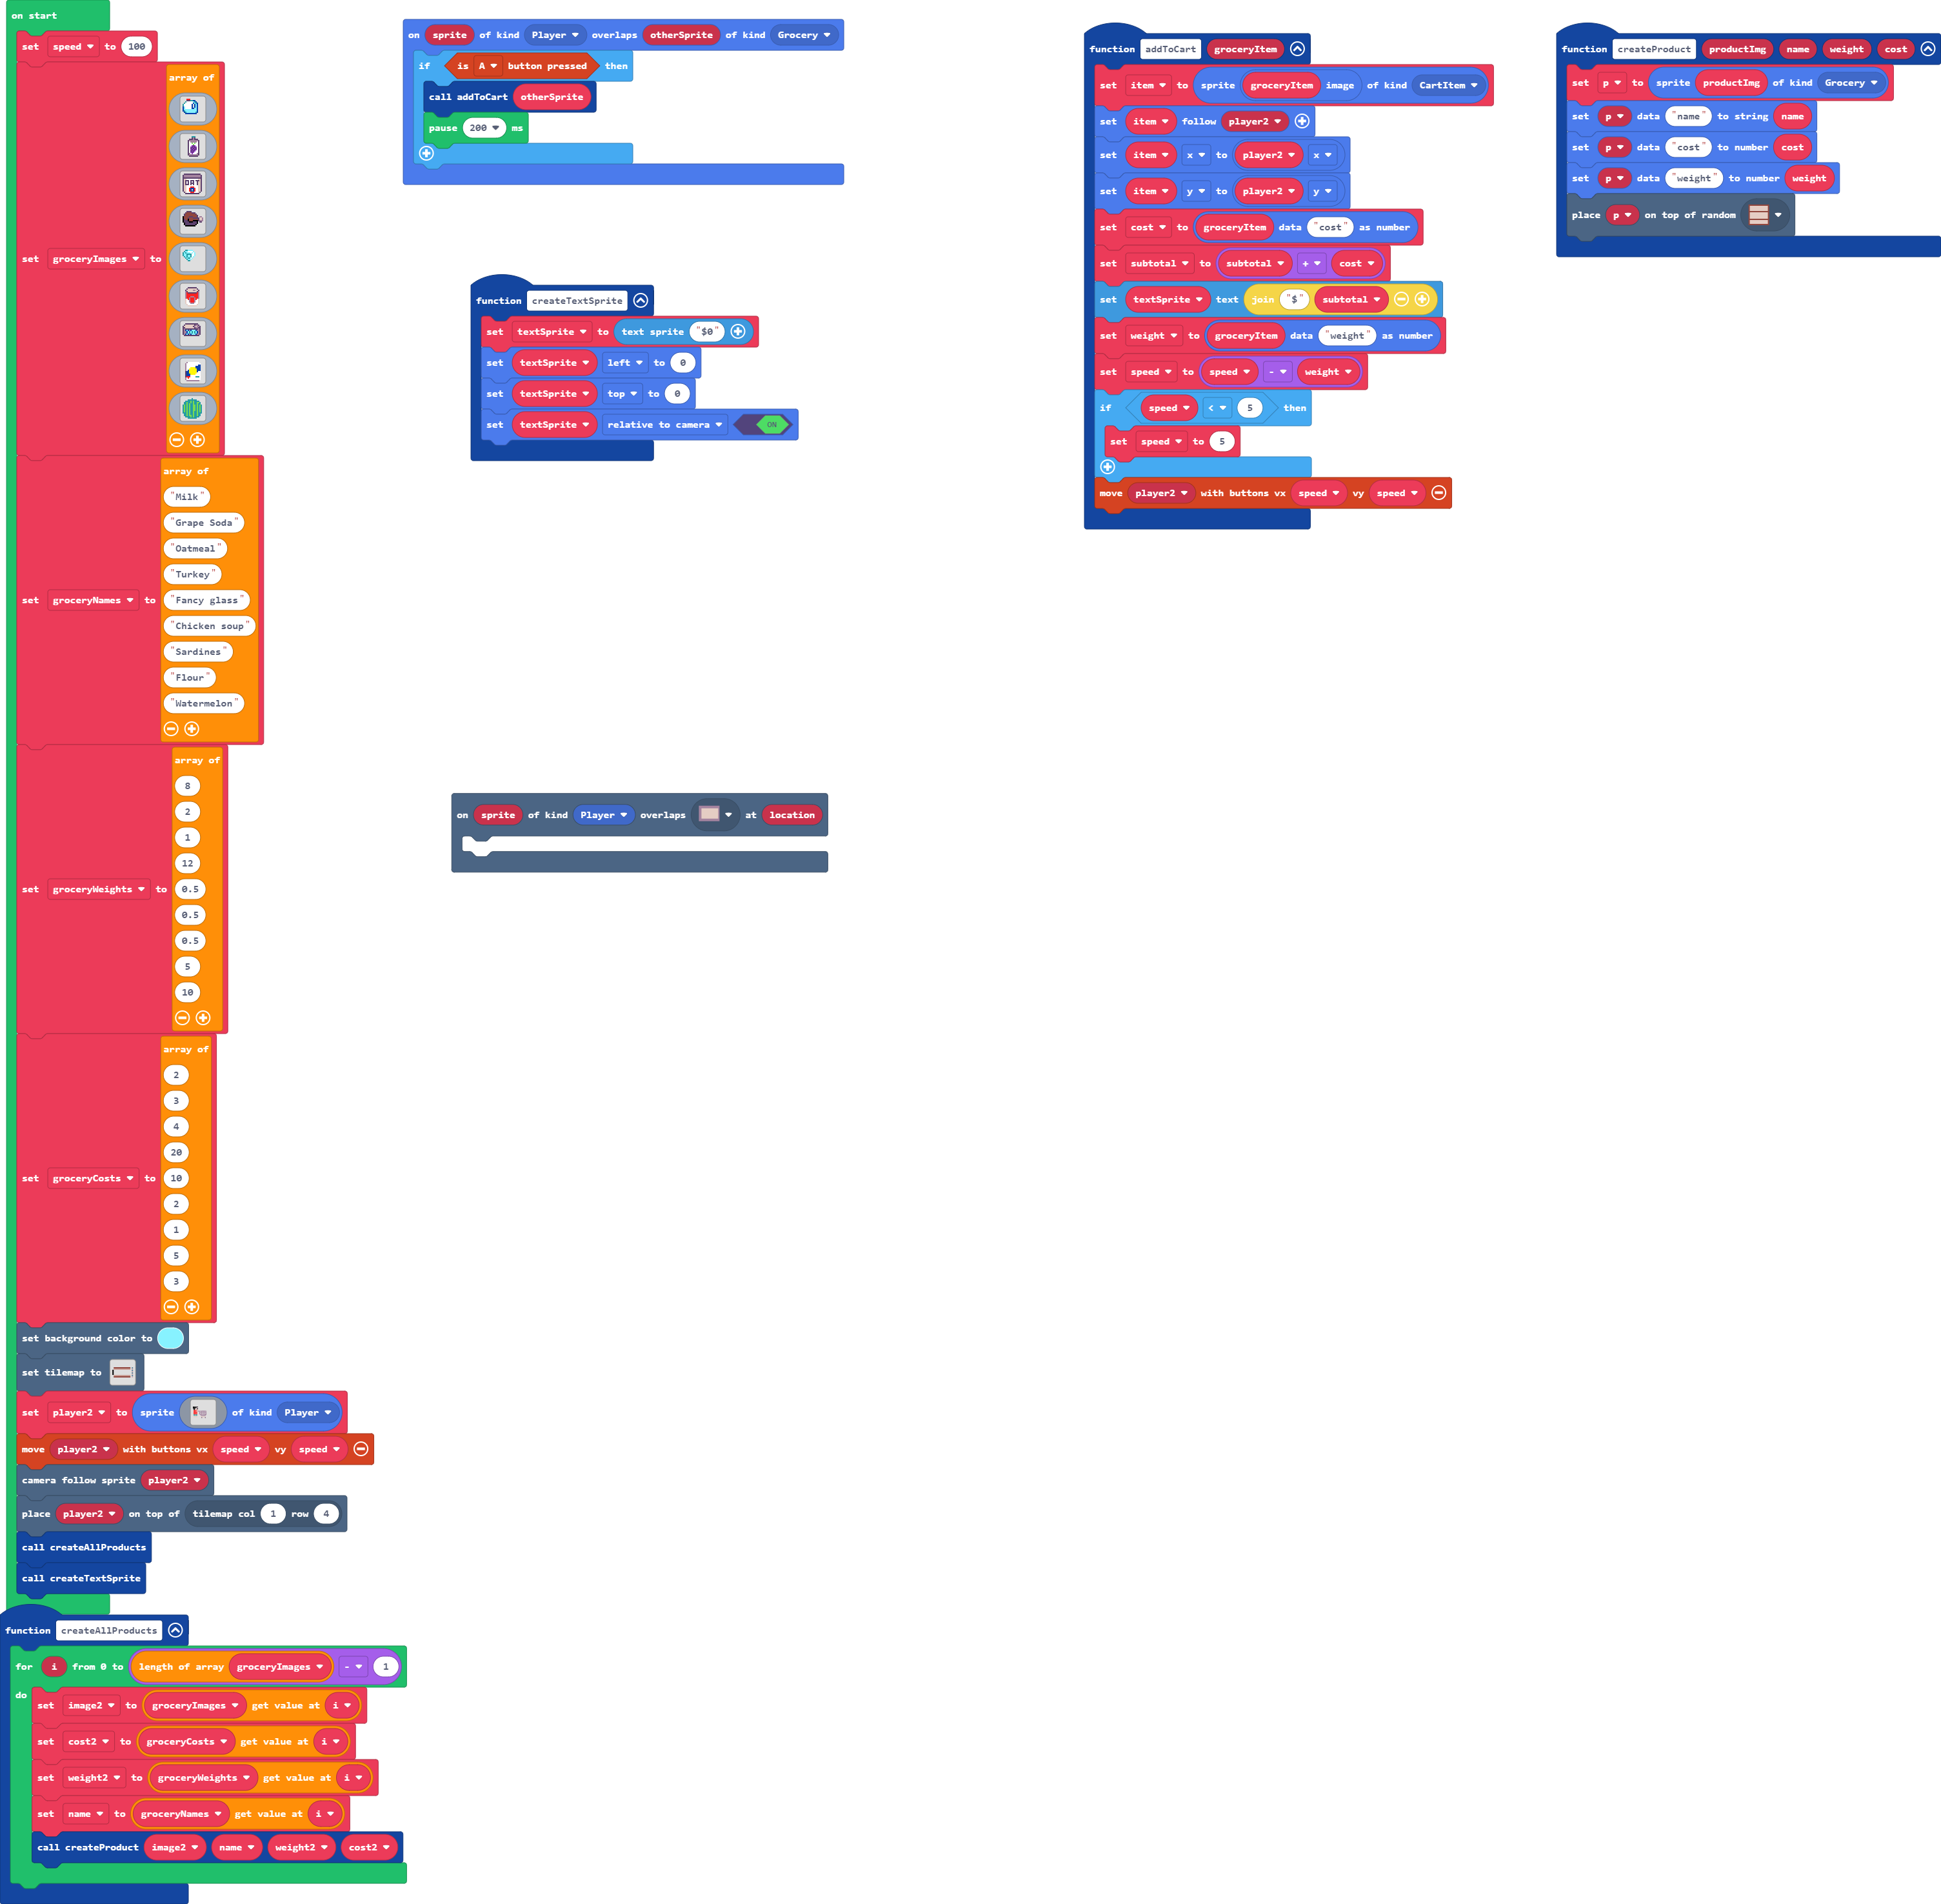 on start
set speed to 100
set groceryImages to array of
OAT
set groceryNames to array of
"Milk"
"Grape Soda"
"Oatmeal"
"Turkey"
"Fancy glass"
"Chicken soup"
"Sardines"
"Flour"
"Watermelon"
set groceryWeights to array of
8
2
1
12
0.5
0.5
0.5
5
10
set groceryCosts to array of
2
3
4
20
10
2
1
5
3
set background color to
set tilemap to
set player2 to sprite of kind Player
move player2 with buttons vx speed vy speed
camera follow sprite player2
place player2 on top of tilemap col 1 row 4
call createAllProducts
call createTextSprite
function createAllProducts
for i from 0 to length of array groceryImages - 1
do
set image2 to groceryImages get value at i
set cost2 to groceryCosts get value at i
set weight2 to groceryWeights get value at i
set name to groceryNames get value at i
call createProduct image2 name weight2 cost2
on sprite of kind Player overlaps otherSprite of kind Grocery
if is A button pressed then
call addToCart otherSprite
pause 200 ms
function createTextSprite
set textSprite to text sprite "$0"
set textSprite left to 0
set textSprite top to 0
set textSprite relative to camera ON
on sprite of kind Player overlaps at location
function addToCart groceryItem
set item to sprite groceryItem image of kind CartItem
set item follow player2
set item x to player2 x
set item y to player2 y
set cost to groceryItem data "cost" as number
set subtotal to subtotal + cost
set textSprite text join "$" subtotal
set weight to groceryItem data "weight" as number
set speed to speed - weight
if speed < 5 then
set speed to 5
move player2 with buttons vx speed vy speed
function createProduct productImg name weight cost
set p to sprite productImg of kind Grocery
set p data "name" to string name
set p data "cost" to number cost
set p data "weight" to number weight
place p on top of random